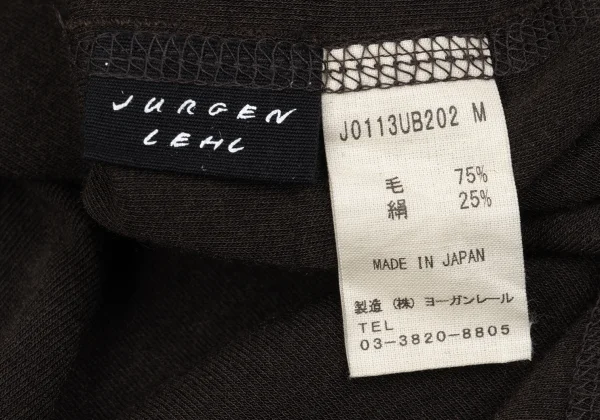 JURGEN
LEHL
J0113UB202 M
毛 75%
絹 25%
MADE IN JAPAN
製造 (株) ヨーガンレール
TEL
03-3820-8805